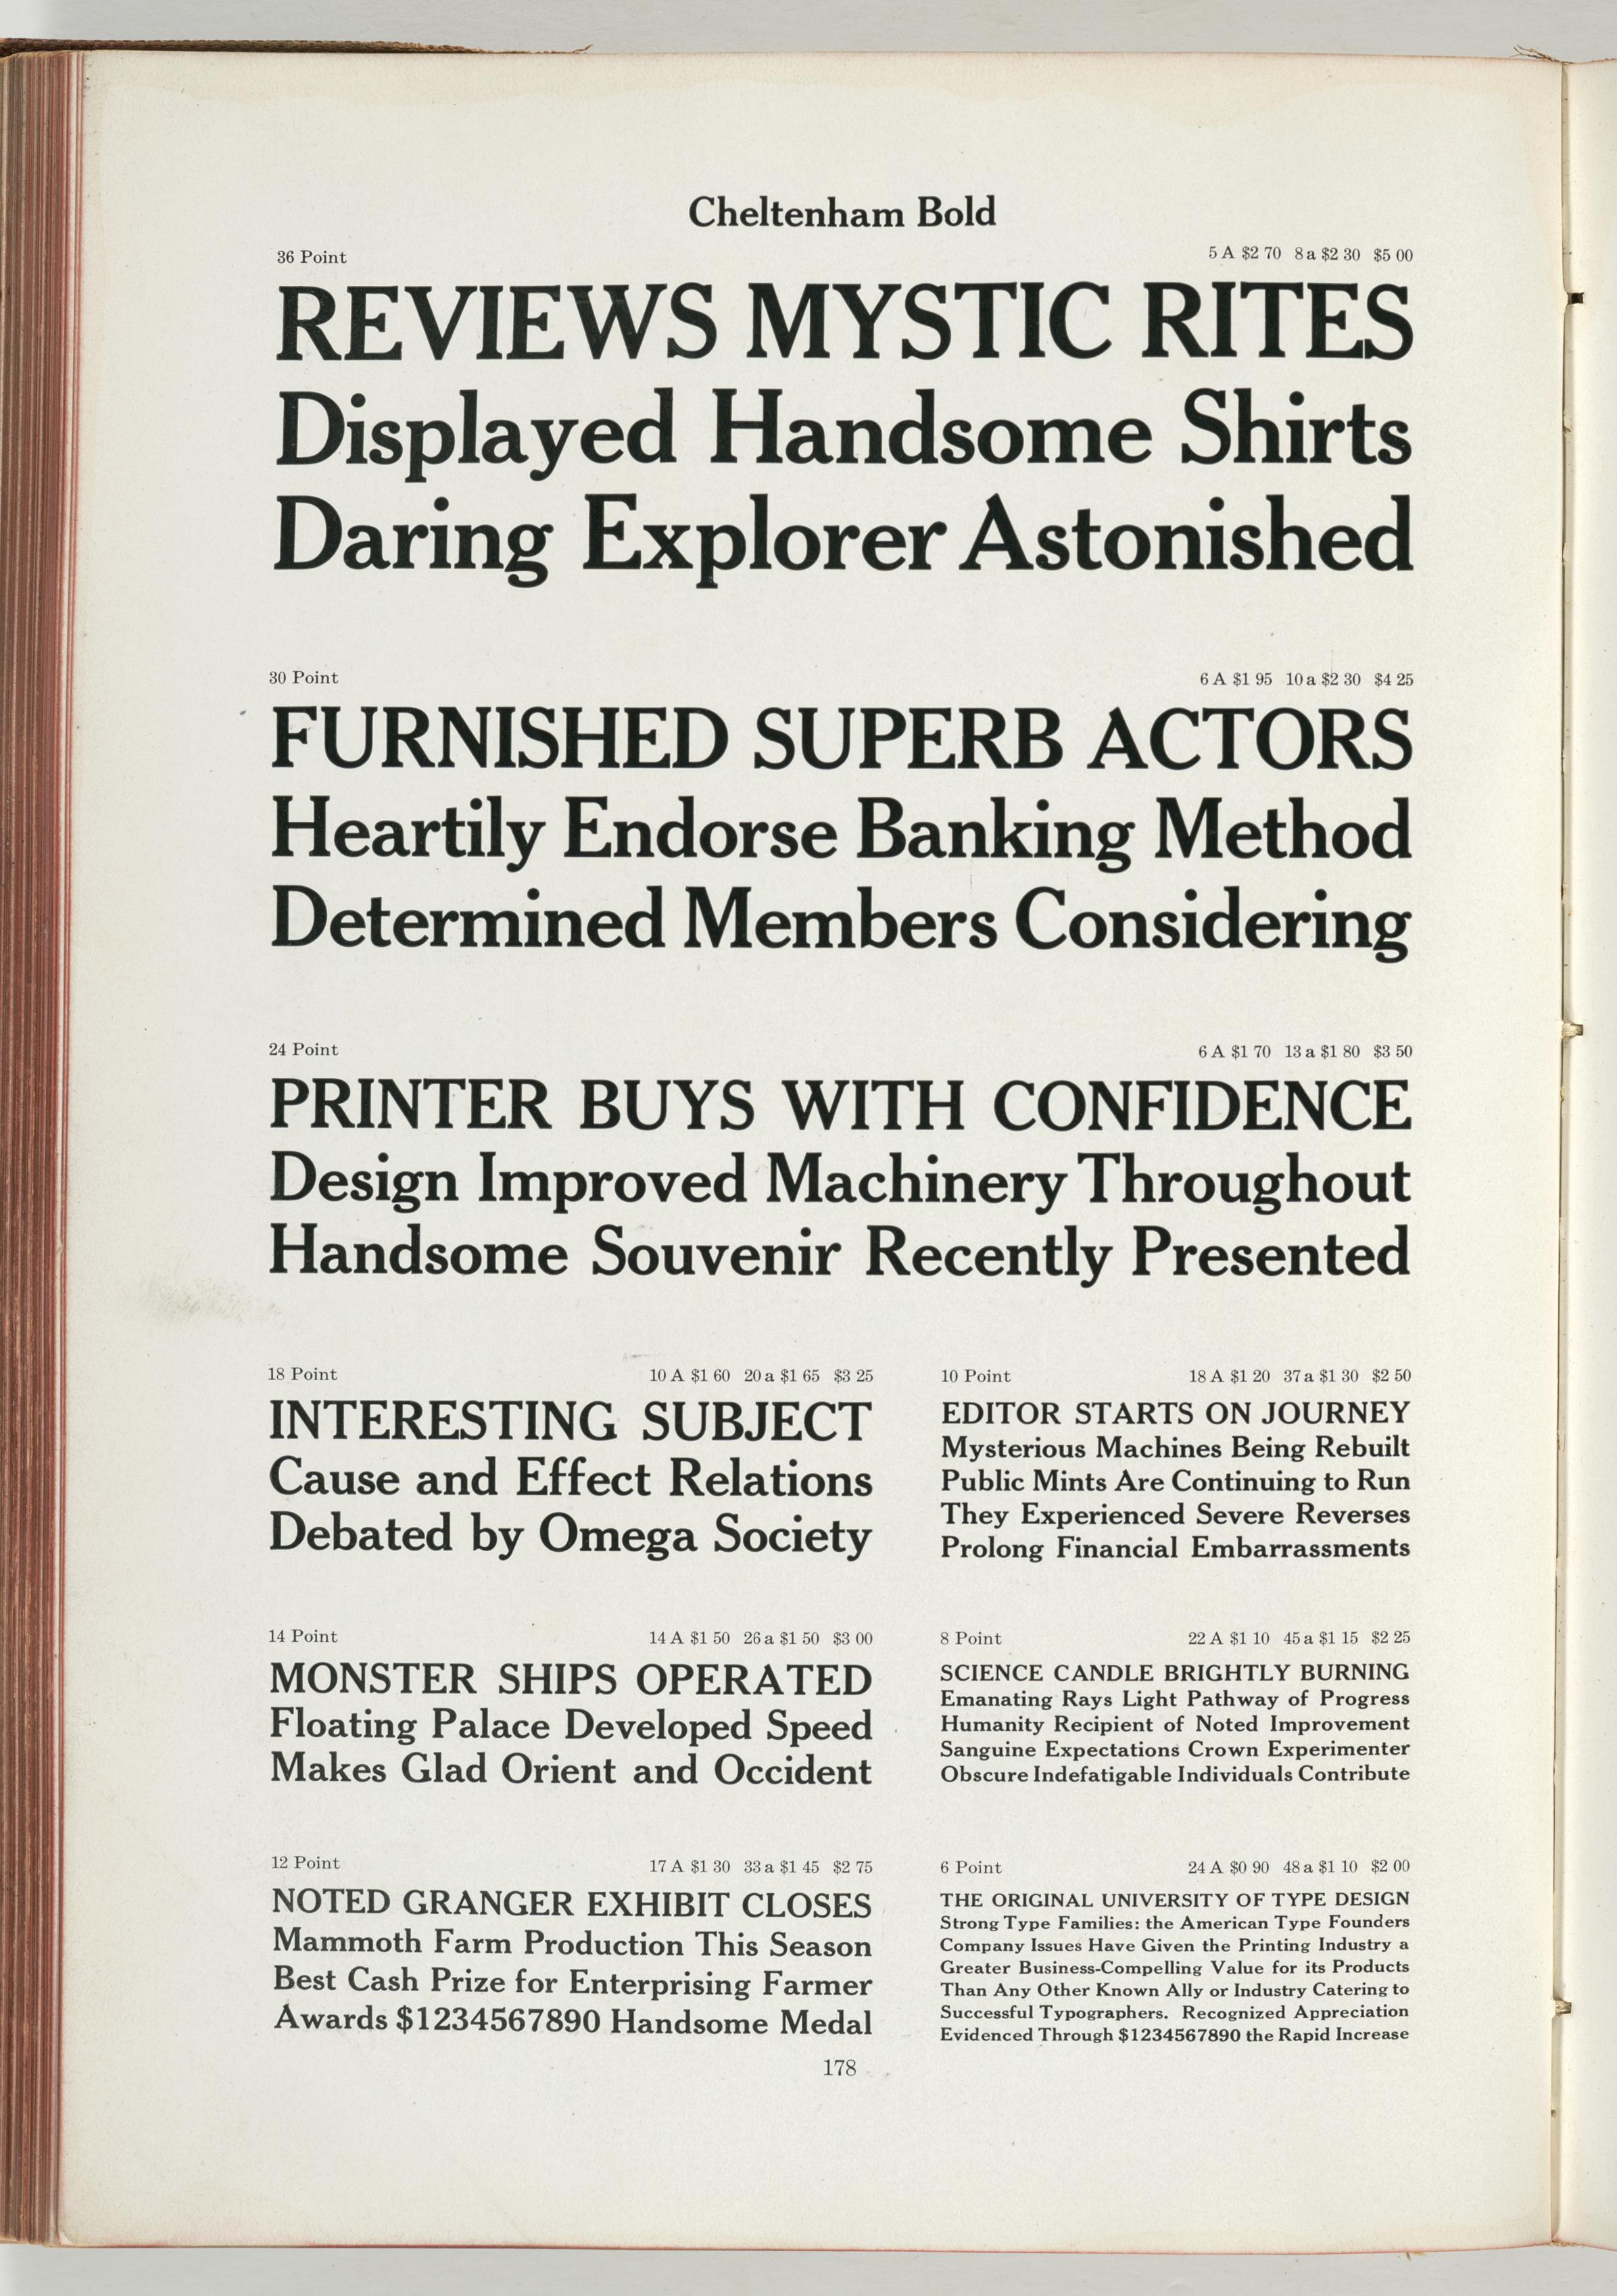 Cheltenham Bold
36 Point 5 A $2 70 8 a $2 30 $5 00
REVIEWS MYSTIC RITES
Displayed Handsome Shirts
Daring Explorer Astonished
30 Point 6 A $1 95 10 a $2 30 $4 25
FURNISHED SUPERB ACTORS
Heartily Endorse Banking Method
Determined Members Considering
24 Point 6 A $1 70 13 a $1 80 $3 50
PRINTER BUYS WITH CONFIDENCE
Design Improved Machinery Throughout
Handsome Souvenir Recently Presented
18 Point 10 A $1 60 20 a $1 65 $3 25
INTERESTING SUBJECT
Cause and Effect Relations
Debated by Omega Society
14 Point 14 A $1 50 26 a $1 50 $3 00
MONSTER SHIPS OPERATED
Floating Palace Developed Speed
Makes Glad Orient and Occident
12 Point 17 A $1 30 33 a $1 45 $2 75
NOTED GRANGER EXHIBIT CLOSES
Mammoth Farm Production This Season
Best Cash Prize for Enterprising Farmer
Awards $1234567890 Handsome Medal
10 Point 18 A $1 20 37 a $1 30 $2 50
EDITOR STARTS ON JOURNEY
Mysterious Machines Being Rebuilt
Public Mints Are Continuing to Run
They Experienced Severe Reverses
Prolong Financial Embarrassments
8 Point 22 A $1 10 45 a $1 15 $2 25
SCIENCE CANDLE BRIGHTLY BURNING
Emanating Rays Light Pathway of Progress
Humanity Recipient of Noted Improvement
Sanguine Expectations Crown Experimenter
Obscure Indefatigable Individuals Contribute
6 Point 24 A $0 90 48 a $1 10 $2 00
THE ORIGINAL UNIVERSITY OF TYPE DESIGN
Strong Type Families: the American Type Founders
Company Issues Have Given the Printing Industry a
Greater Business-Compelling Value for its Products
Than Any Other Known Ally or Industry Catering to
Successful Typographers. Recognized Appreciation
Evidenced Through $1234567890 the Rapid Increase
178